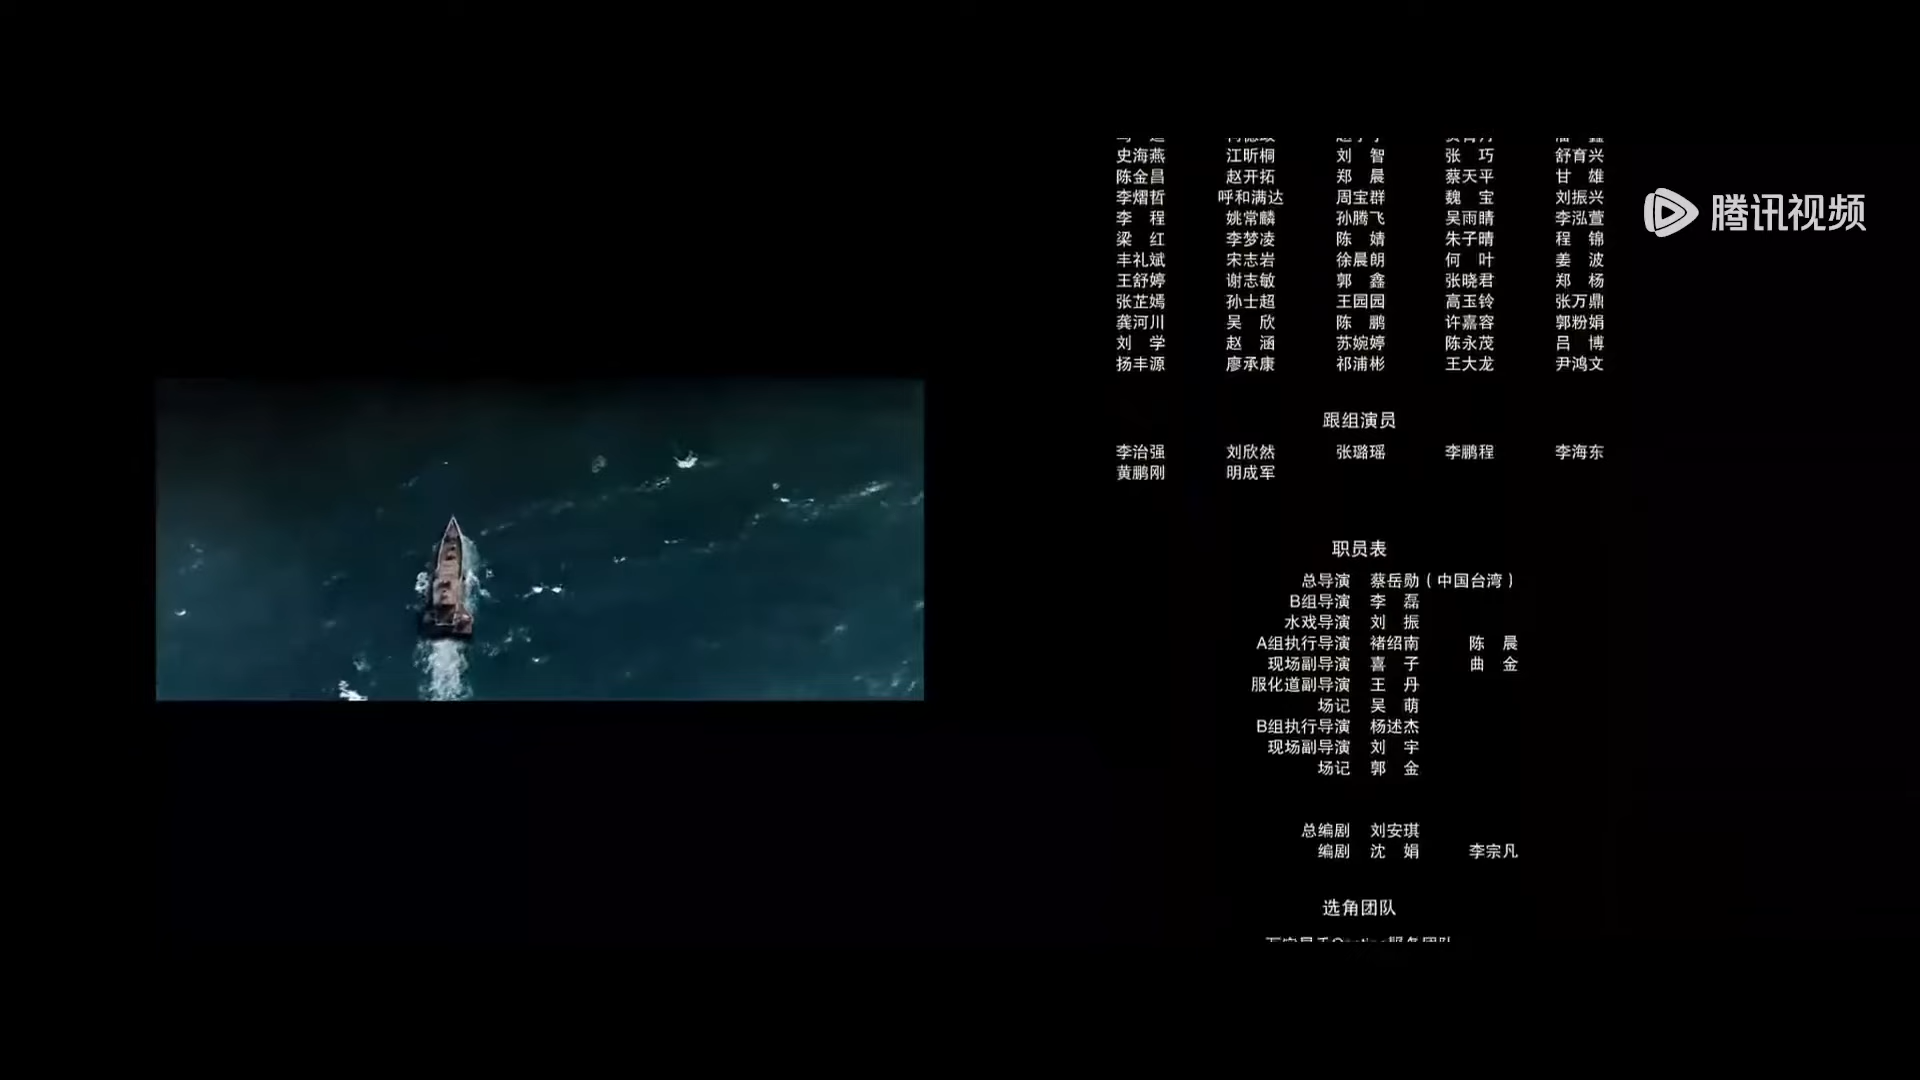 腾讯视频
史海燕 江昕桐 刘 智 张 巧 舒育兴
陈金昌 赵开拓 郑 晨 蔡天平 甘 雄
李熠哲 呼和满达 周宝群 魏 宝 刘振兴
李 程 姚常麟 孙腾飞 吴雨睛 李泓萱
梁 红 李梦凌 陈 婧 朱子晴 程 锦
丰礼斌 宋志岩 徐晨朗 何 叶 姜 波
王舒婷 谢志敏 郭 鑫 张晓君 郑 杨
张芷嫣 孙士超 王园园 高玉铃 张万鼎
龚河川 吴 欣 陈 鹏 许嘉容 郭粉娟
刘 学 赵 涵 苏婉婷 陈永茂 吕 博
扬丰源 廖承康 祁浦彬 王大龙 尹鸿文
跟组演员
李治强 刘欣然 张璐瑶 李鹏程 李海东
黄鹏刚 明成军
职员表
总导演 蔡岳勋（中国台湾）
B组导演 李 磊
水戏导演 刘 振
A组执行导演 褚绍南 陈 晨
现场副导演 喜 子 曲 金
服化道副导演 王 丹
场记 吴 萌
B组执行导演 杨述杰
现场副导演 刘 宇
场记 郭 金
总编剧 刘安琪
编剧 沈 娟 李宗凡
选角团队